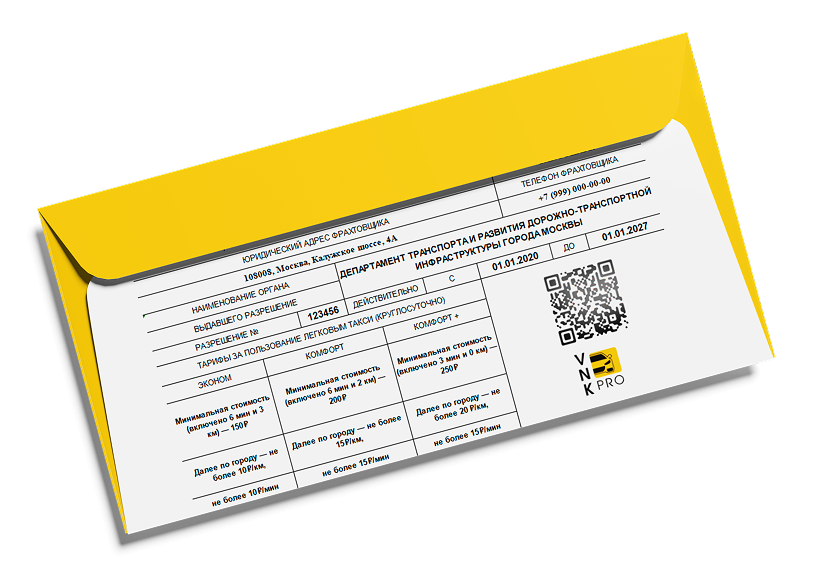 ЮРИДИЧЕСКИЙ АДРЕС ФРАХТОВЩИКА
ТЕЛЕФОН ФРАХТОВЩИКА
108008, Москва, Калужское шоссе, 4А
+7 (999) 000-00-00
НАИМЕНОВАНИЕ ОРГАНА
ВЫДАВШЕГО РАЗРЕШЕНИЕ
ДЕПАРТАМЕНТ ТРАНСПОРТА И РАЗВИТИЯ ДОРОЖНО-ТРАНСПОРТНОЙ
ИНФРАСТРУКТУРЫ ГОРОДА МОСКВЫ
РАЗРЕШЕНИЕ №
123456
ДЕЙСТВИТЕЛЬНО
С
01.01.2020
ДО
01.01.2027
ТАРИФЫ ЗА ПОЛЬЗОВАНИЕ ЛЕГКОВЫМ ТАКСИ (КРУГЛОСУТОЧНО)
ЭКОНОМ
КОМФОРТ
КОМФОРТ +
Минимальная стоимость
(включено 6 мин и 3
км) — 150₽
Минимальная стоимость
(включено 6 мин и 2 км) —
200₽
Минимальная стоимость
(включено 3 мин и 0 км) —
250₽
Далее по городу — не
более 10₽/км,
Далее по городу — не более
15₽/км,
Далее по городу — не
более 20 ₽/км,
не более 10₽/мин
не более 15₽/мин
не более 15₽/мин
VNK PRO